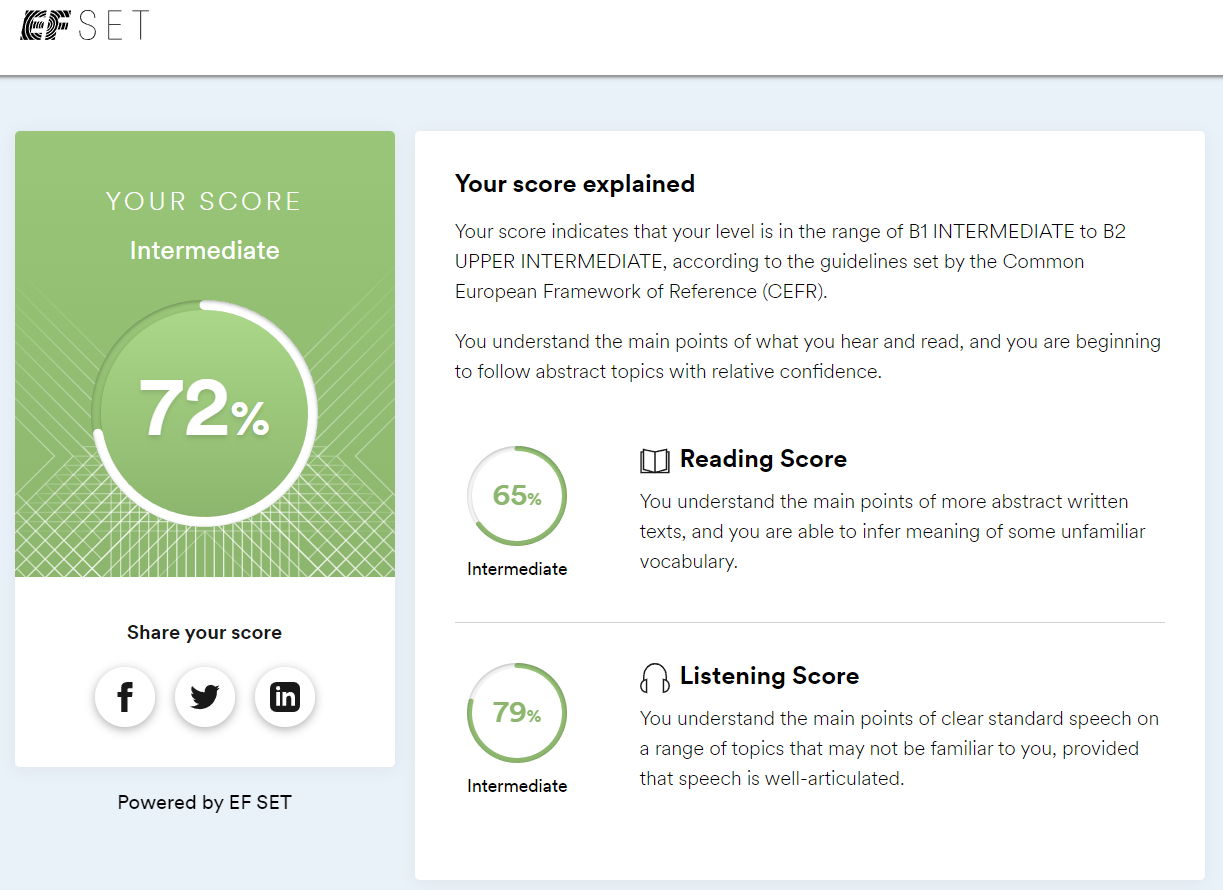 EF SET
YOUR SCORE
Intermediate
72%
Share your score
Powered by EF SET
Your score explained
Your score indicates that your level is in the range of B1 INTERMEDIATE to B2
UPPER INTERMEDIATE, according to the guidelines set by the Common
European Framework of Reference (CEFR).
You understand the main points of what you hear and read, and you are beginning
to follow abstract topics with relative confidence.
65%
Intermediate
Reading Score
You understand the main points of more abstract written
texts, and you are able to infer meaning of some unfamiliar
vocabulary.
79%
Intermediate
Listening Score
You understand the main points of clear standard speech on
a range of topics that may not be familiar to you, provided
that speech is well-articulated.